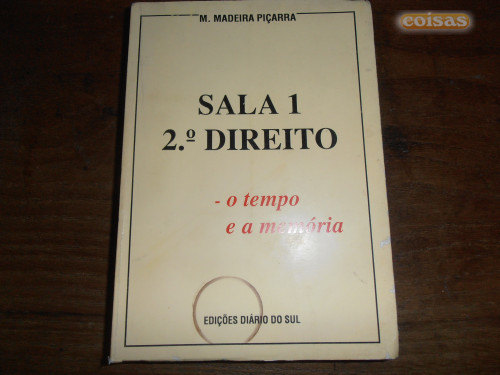 coisas
M. MADEIRA PIÇARRA
SALA 1
2.º DIREITO
- o tempo
e a memória
EDIÇÕES DIÁRIO DO SUL